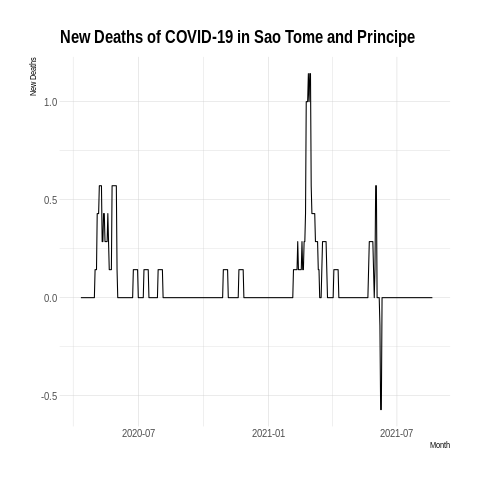 New Deaths of COVID-19 in Sao Tome and Principe
New Deaths
1.0
0.5
0.0
-0.5
2020-07
2021-01
2021-07
Month